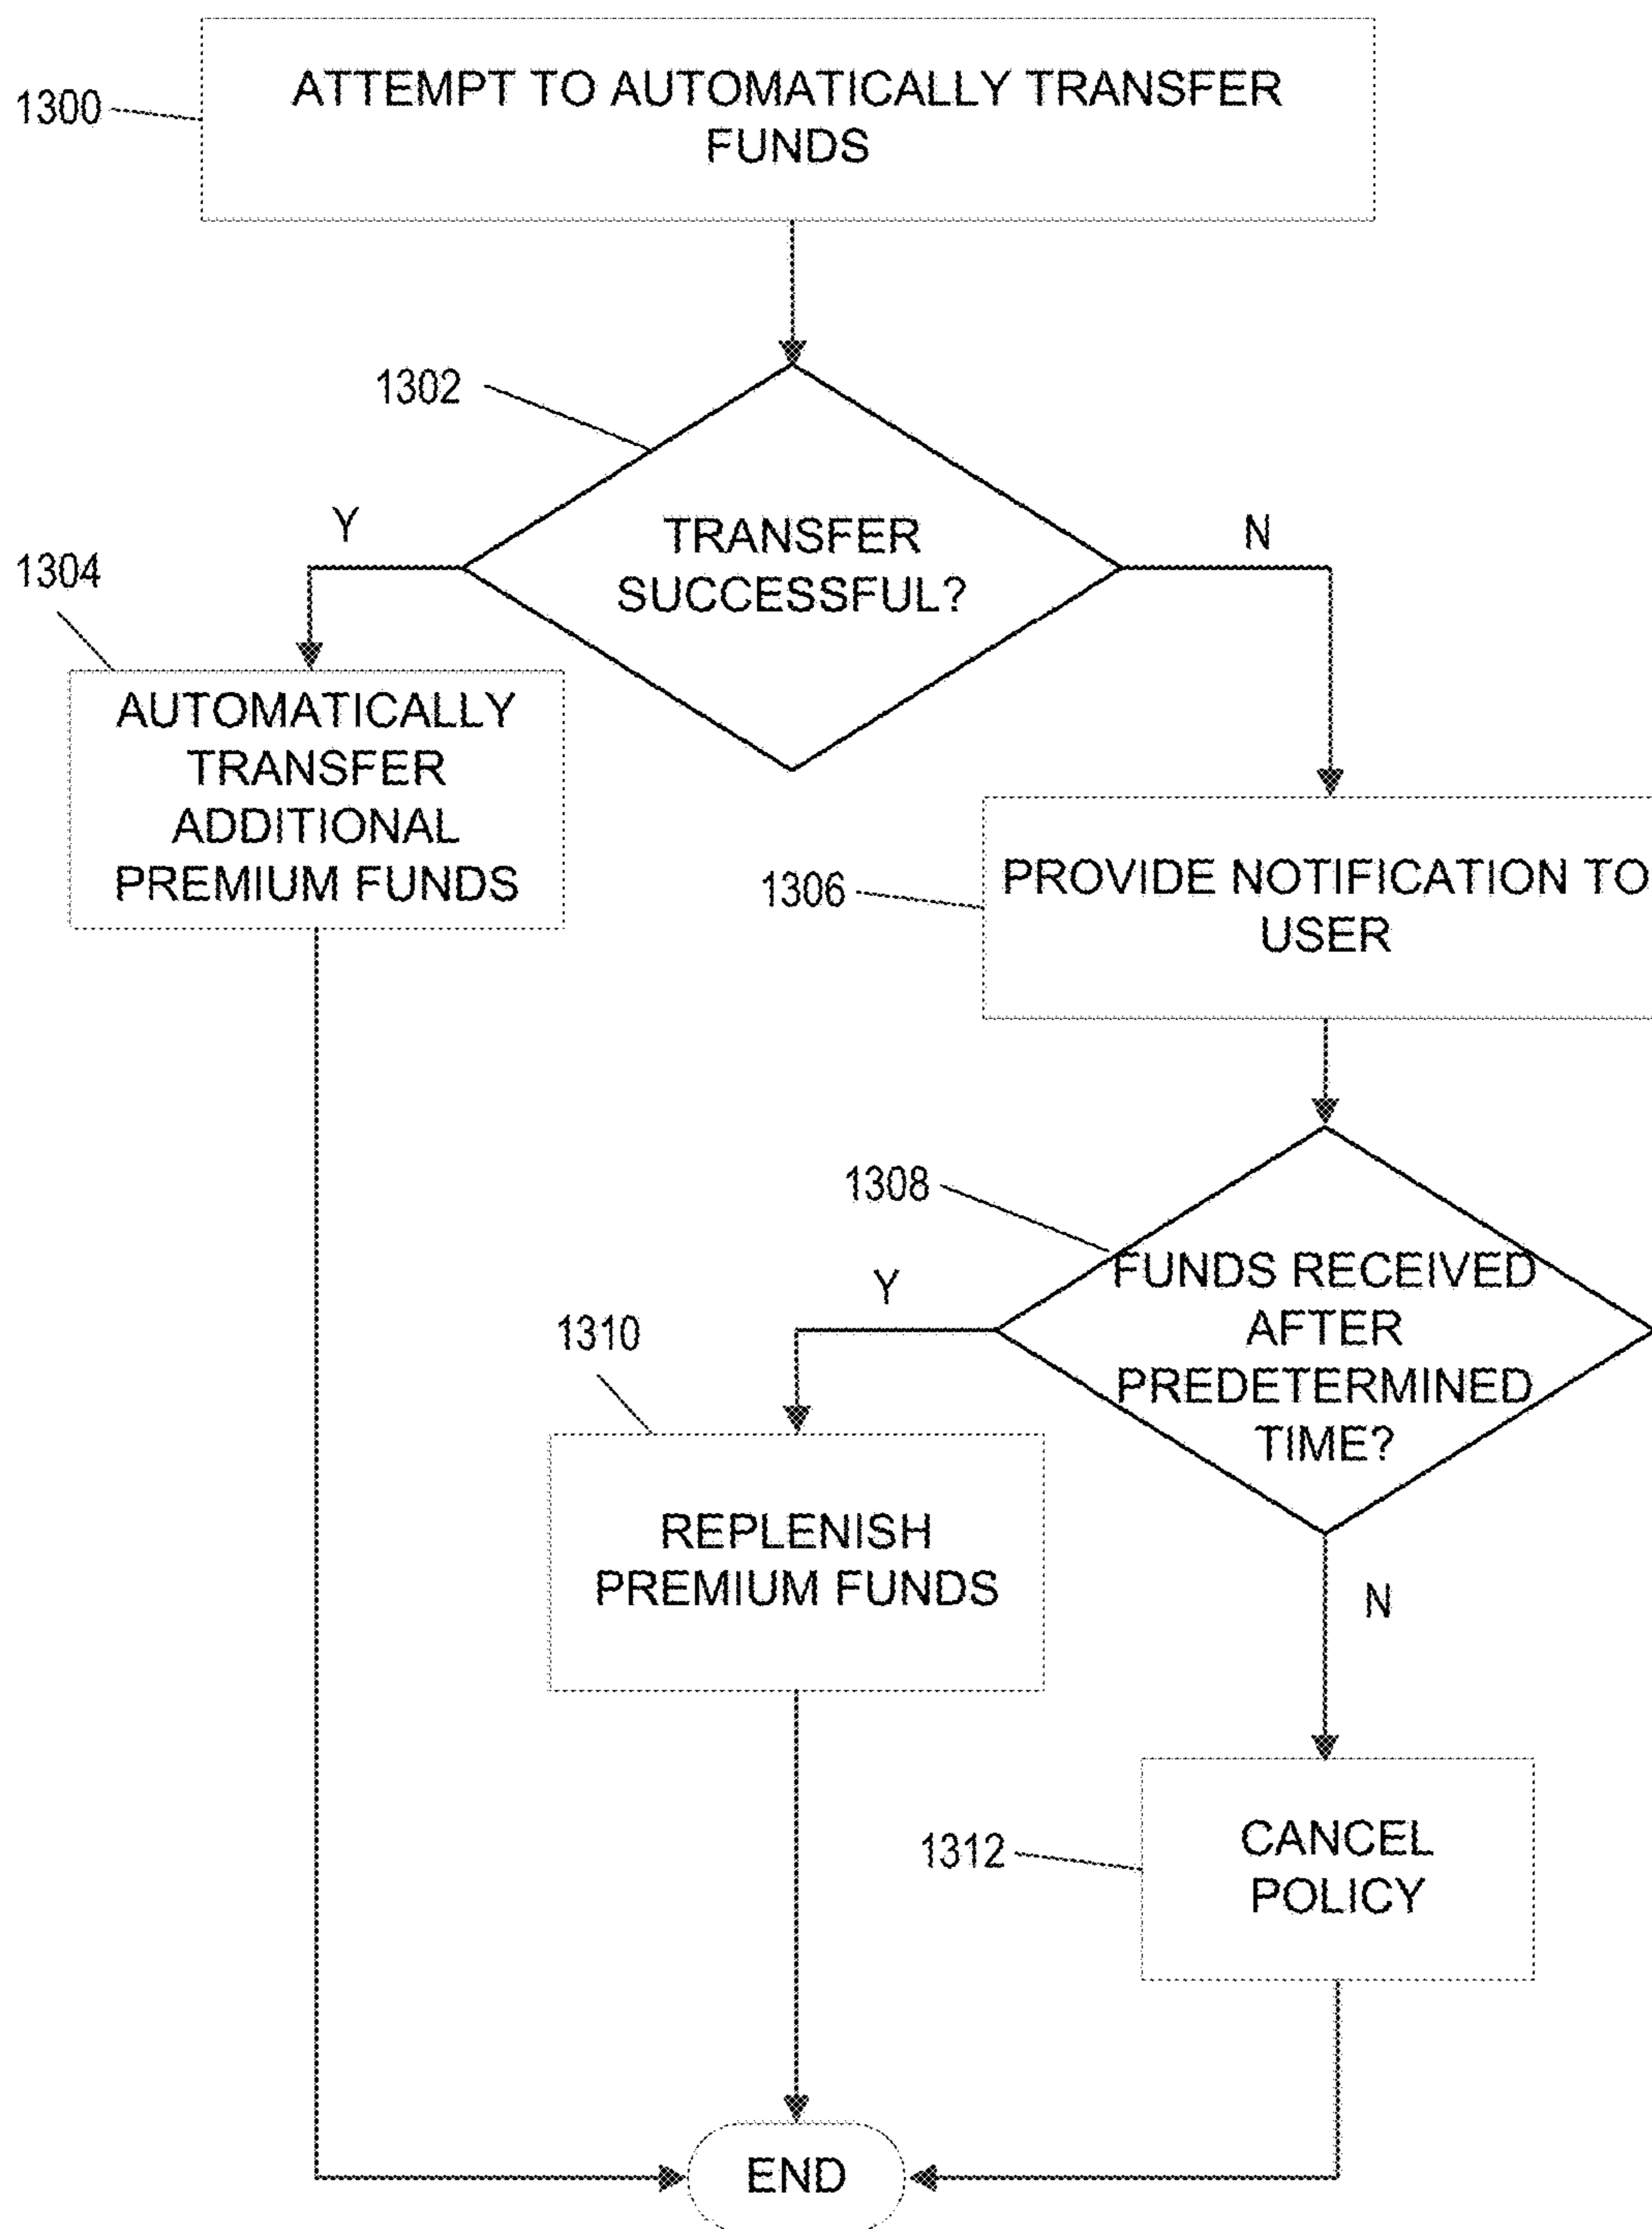 1300
ATTEMPT TO AUTOMATICALLY TRANSFER
FUNDS
1302
TRANSFER
SUCCESSFUL?
Y
N
1304
AUTOMATICALLY
TRANSFER
ADDITIONAL
PREMIUM FUNDS
1306
PROVIDE NOTIFICATION TO
USER
1308
FUNDS RECEIVED
AFTER
PREDETERMINED
TIME?
Y
1310
REPLENISH
PREMIUM FUNDS
N
1312
CANCEL
POLICY
END